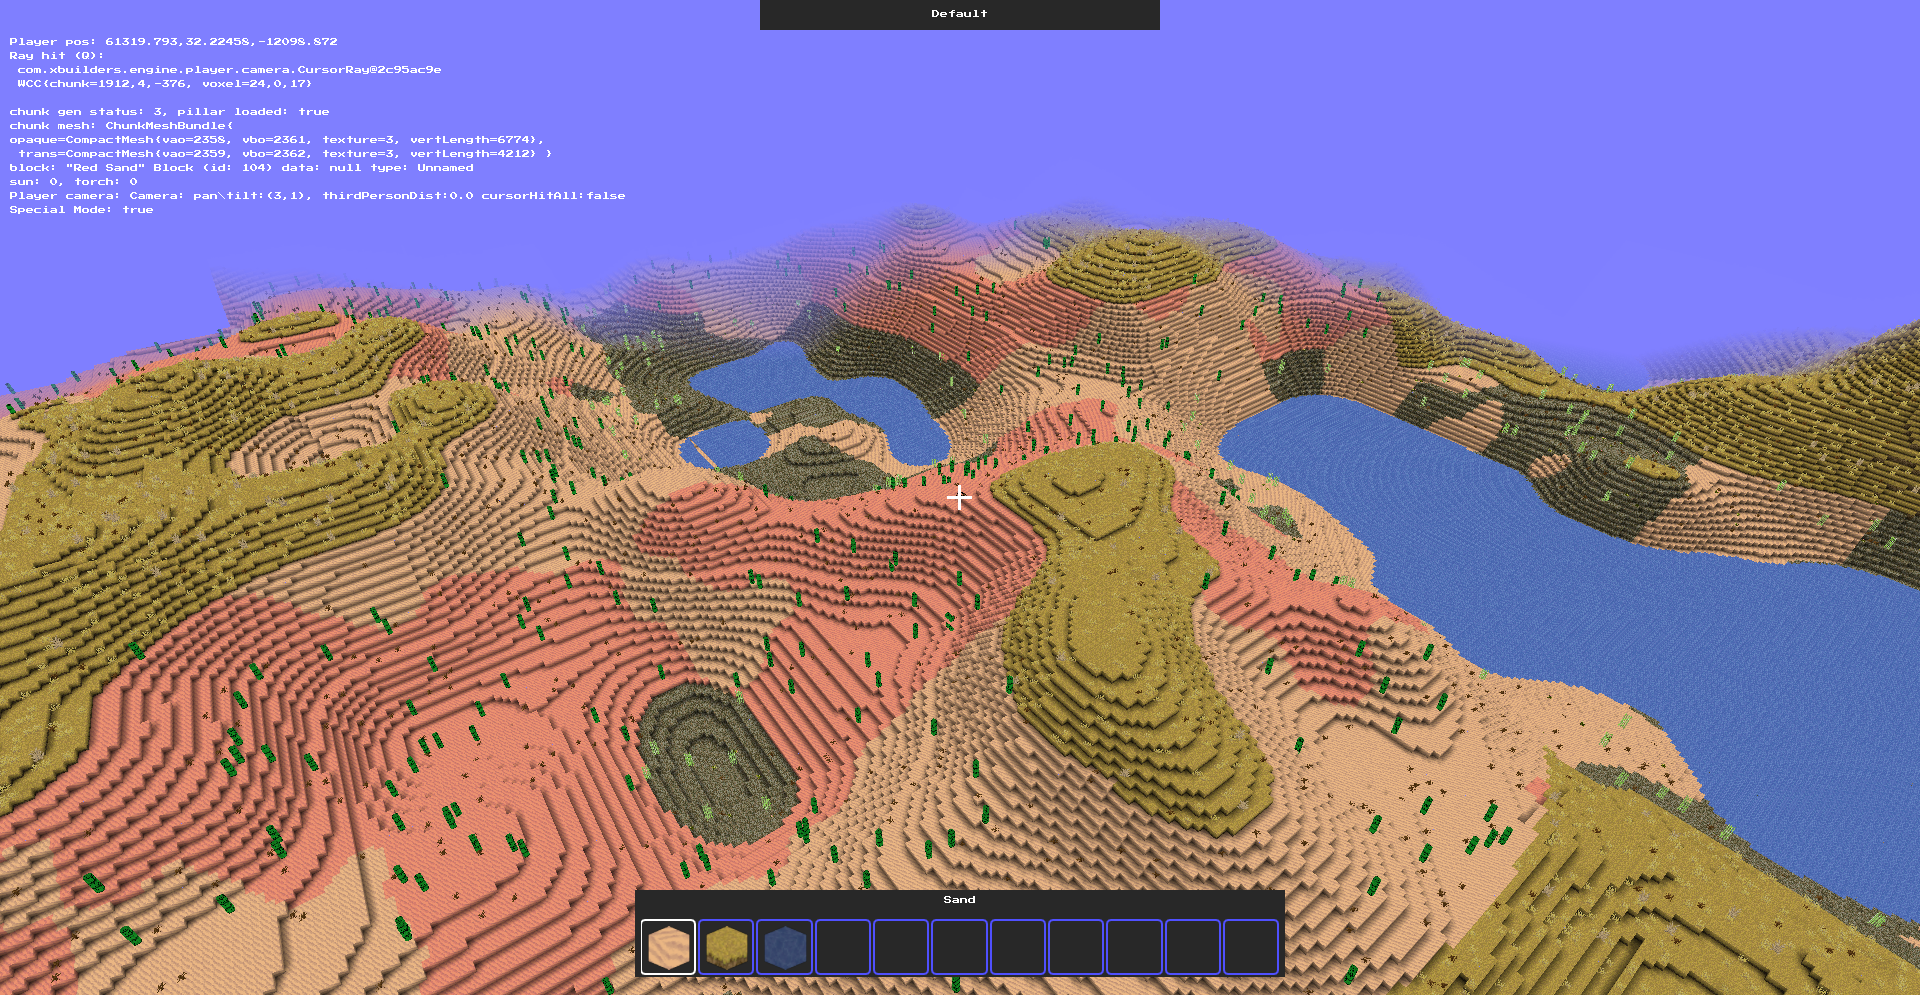 Default
Player pos: 61319.793,32.22458,-12098.872
Ray hit (Q):
com.xbuilders.engine.player.camera.CursorRay@2c95ac9e
WCC{chunk=1912,4,-376, voxel=24,0,17}
chunk gen status: 3, pillar loaded: true
chunk mesh: ChunkMeshBundle{
opaque=CompactMesh{vao=2358, vbo=2361, texture=3, vertLength=6774},
trans=CompactMesh{vao=2359, vbo=2362, texture=3, vertLength=4212} }
block: "Red Sand" Block (id: 104) data: null type: Unnamed
sun: 0, torch: 0
Player camera: Camera: pan\tilt:(3,1), thirdPersonDist:0.0 cursorHitAll:false
Special Mode: true
Sand